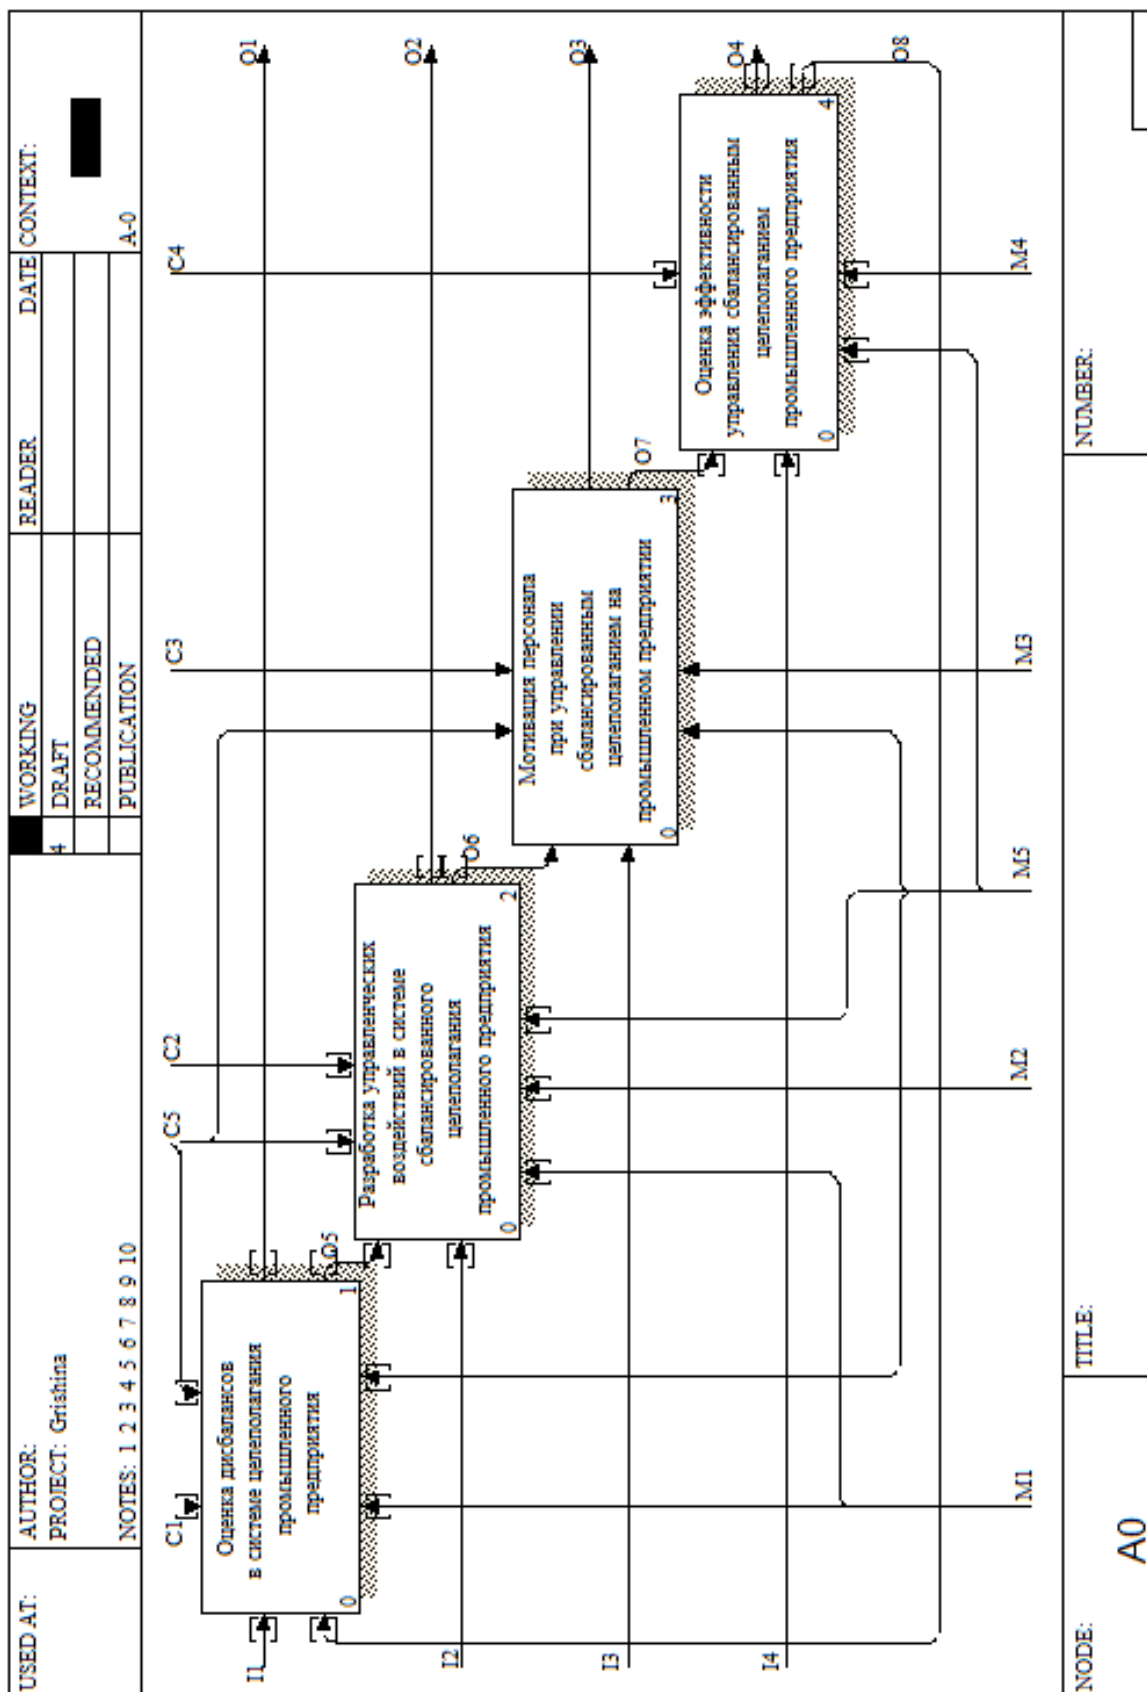 USED AT:
AUTHOR:
PROJECT: Grishina
NOTES: 1 2 3 4 5 6 7 8 9 10
WORKING
4 DRAFT
RECOMMENDED
PUBLICATION
READER
DATE
CONTEXT:
A-0
C1
C5
C2
C3
C4
I1
I2
I3
I4
Оценка дисбалансов
в системе целеполагания
промышленного
предприятия
0
1
Разработка управленческих
воздействий в системе
сбалансированного
целеполагания
промышленного предприятия
0
2
Мотивация персонала
при управлении
сбалансированным
целеполаганием на
промышленном предприятии
0
3
Оценка эффективности
управления сбалансированным
целеполаганием
промышленного предприятия
0
4
O5
O6
O7
O8
O1
O2
O3
O4
M1
M2
M5
M3
M4
NODE:
A0
TITLE:
NUMBER: